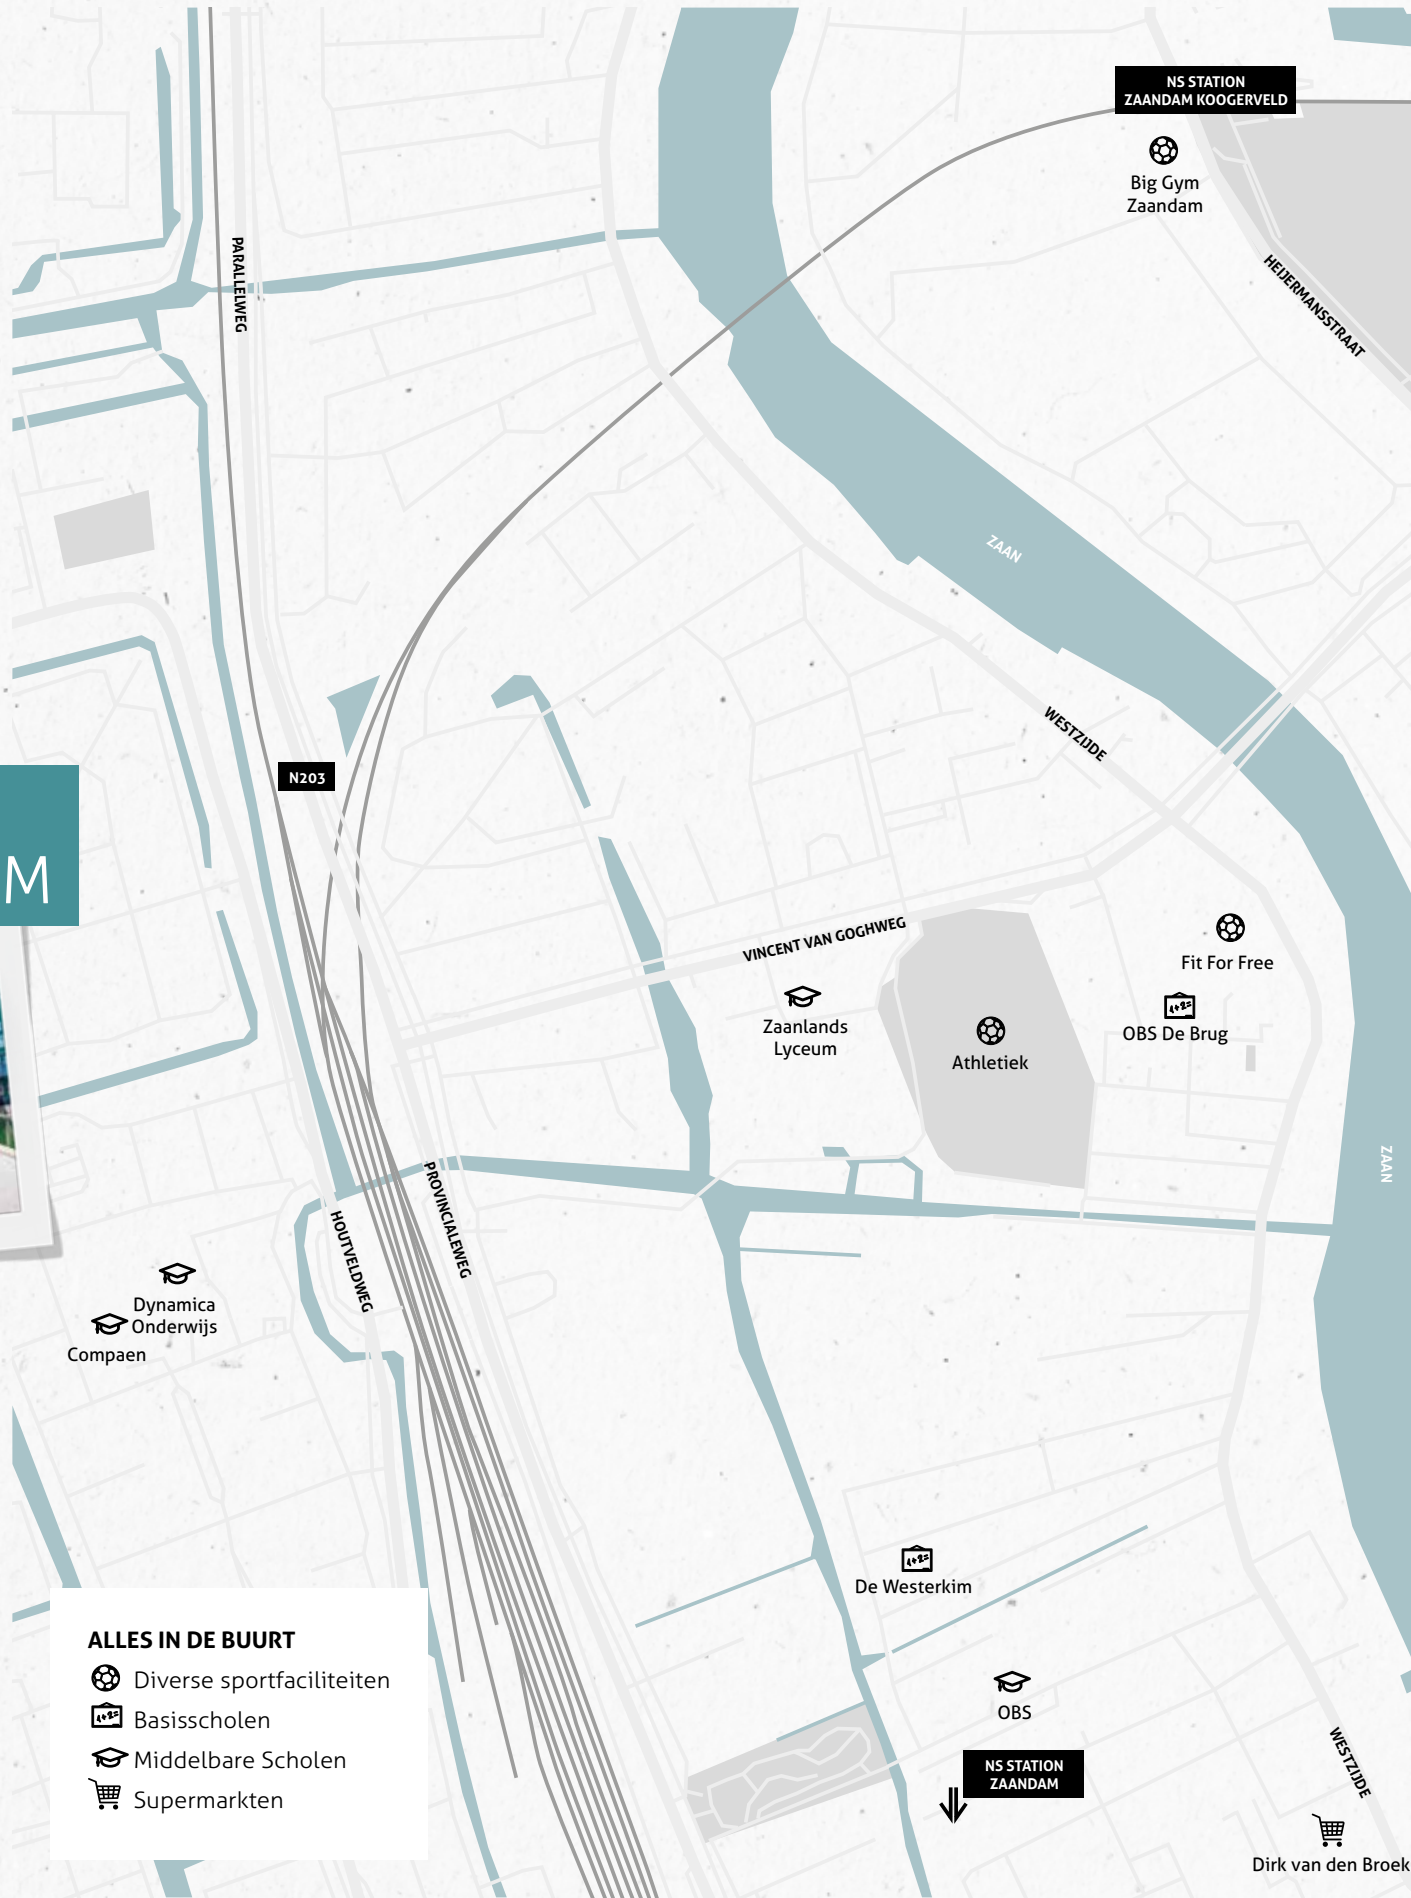 NS STATION
ZAANDAM KOOGERVELD
Big Gym
Zaandam
PARALLELWEG
HEIJERMANSSTRAAT
ZAAN
WESTZIJDE
N203
M
VINCENT VAN GOGHWEG
Fit For Free
Zaanlands
Lyceum
OBS De Brug
Athletiek
ZAAN
PROVINCIALEWEG
HOUTVELDWEG
Dynamica
Onderwijs
Compaen
De Westerkim
ALLES IN DE BUURT
Diverse sportfaciliteiten
Basisscholen
Middelbare Scholen
Supermarkten
OBS
NS STATION
ZAANDAM
WESTZIJDE
Dirk van den Broek